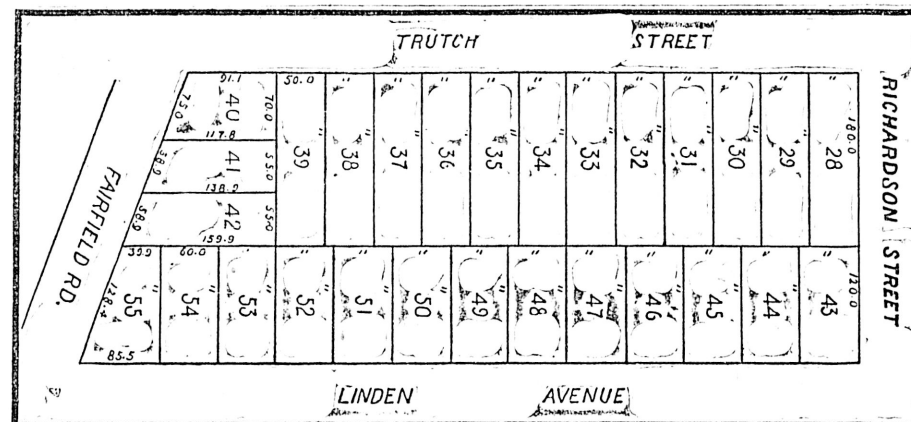 TRUTCH STREET
91.1 50.0 " " " " " " " " " " "
75.0 40 70.0
117.8
58.9 41 55.0
138.9
58.9 42 55.0
159.9
39 " 38 " 37 " 36 " 35 " 34 " 33 " 32 " 31 " 30 " 29 " 28 180.0
RICHARDSON STREET
FAIRFIELD RD.
39.9 60.0 " " " " " " " " " " "
128.4 55 " 54 " 53 " 52 " 51 " 50 " 49 " 48 " 47 " 46 " 45 " 44 " 43 120.0
85.5
LINDEN AVENUE